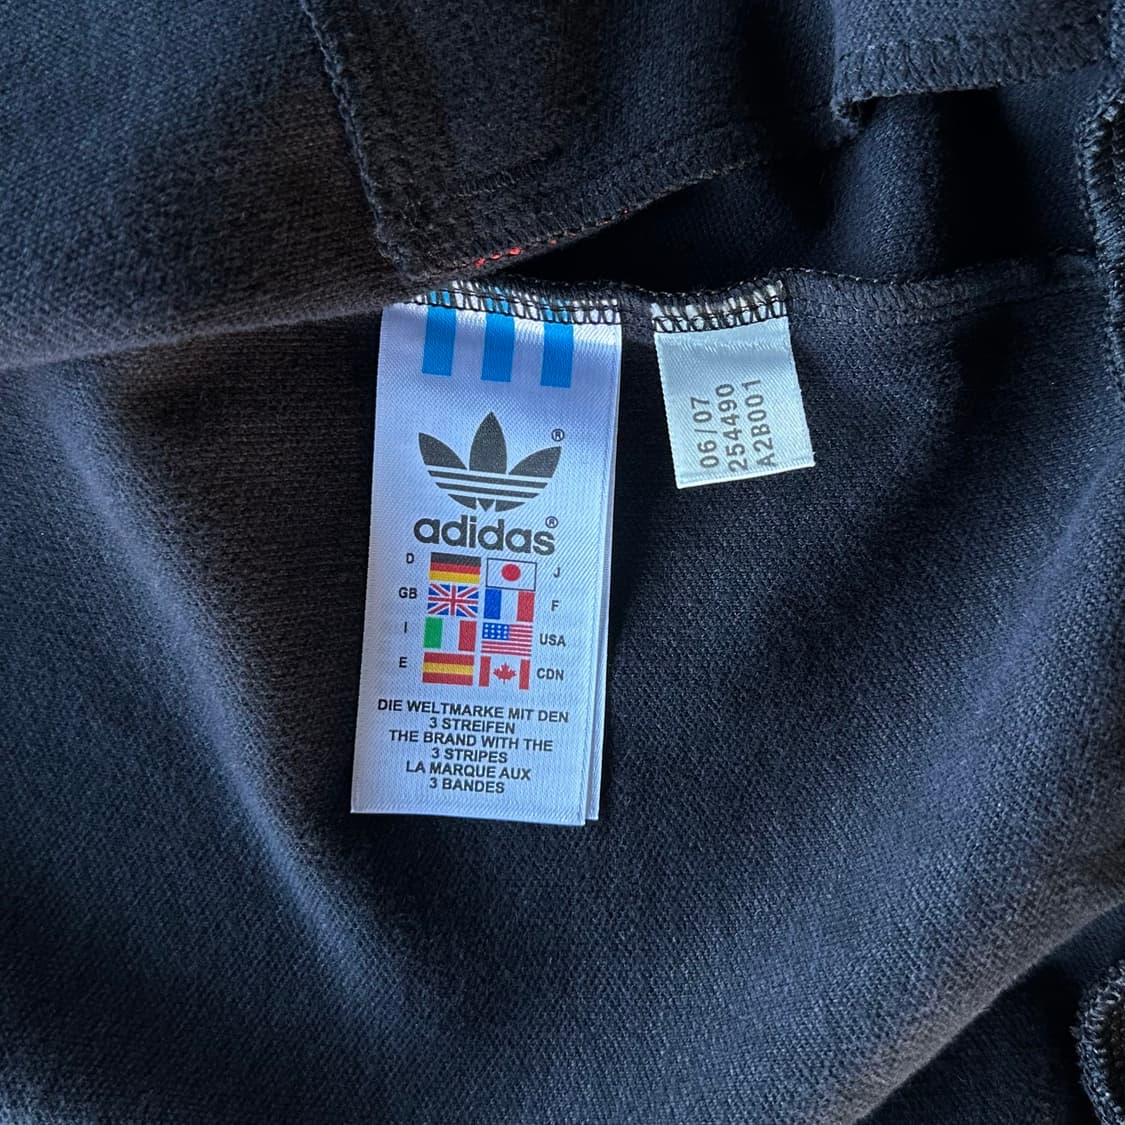 ®
adidas®
D J
GB F
I USA
E CDN
DIE WELTMARKE MIT DEN
3 STREIFEN
THE BRAND WITH THE
3 STRIPES
LA MARQUE AUX
3 BANDES
06/07
254490
A2B001